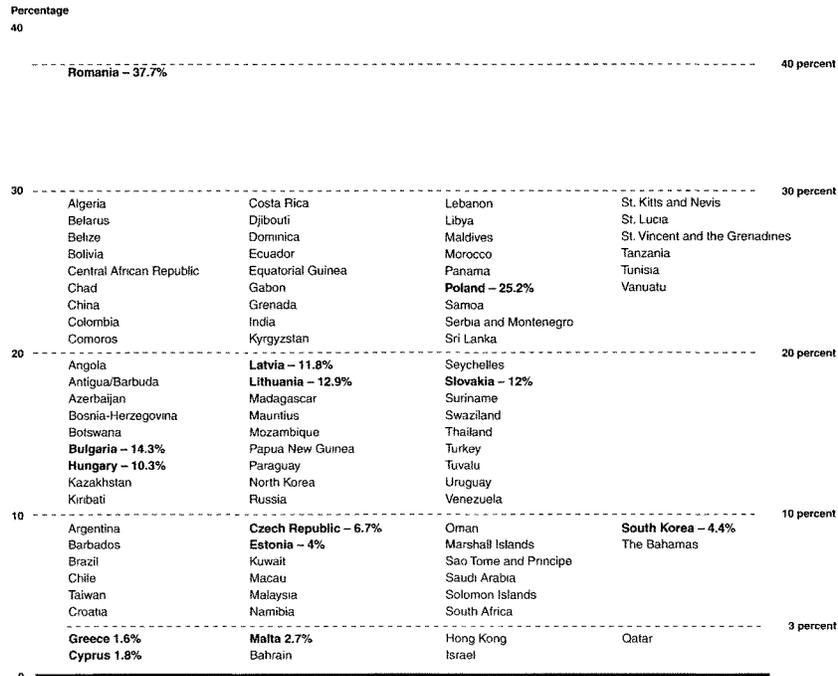 Percentage
40
40 percent
Romania – 37.7%
30
30 percent
Algeria Costa Rica Lebanon St. Kitts and Nevis
Belarus Djibouti Libya St. Lucia
Belize Dominica Maldives St. Vincent and the Grenadines
Bolivia Ecuador Morocco Tanzania
Central African Republic Equatorial Guinea Panama Tunisia
Chad Gabon Poland – 25.2% Vanuatu
China Grenada Samoa
Colombia India Serbia and Montenegro
Comoros Kyrgyzstan Sri Lanka
20
20 percent
Angola Latvia – 11.8% Seychelles
Antigua/Barbuda Lithuania – 12.9% Slovakia – 12%
Azerbaijan Madagascar Suriname
Bosnia-Herzegovina Mauritius Swaziland
Botswana Mozambique Thailand
Bulgaria – 14.3% Papua New Guinea Turkey
Hungary – 10.3% Paraguay Tuvalu
Kazakhstan North Korea Uruguay
Kiribati Russia Venezuela
10
10 percent
Argentina Czech Republic – 6.7% Oman South Korea – 4.4%
Barbados Estonia – 4% Marshall Islands The Bahamas
Brazil Kuwait Sao Tome and Principe
Chile Macau Saudi Arabia
Taiwan Malaysia Solomon Islands
Croatia Namibia South Africa
3 percent
Greece 1.6% Malta 2.7% Hong Kong Qatar
Cyprus 1.8% Bahrain Israel